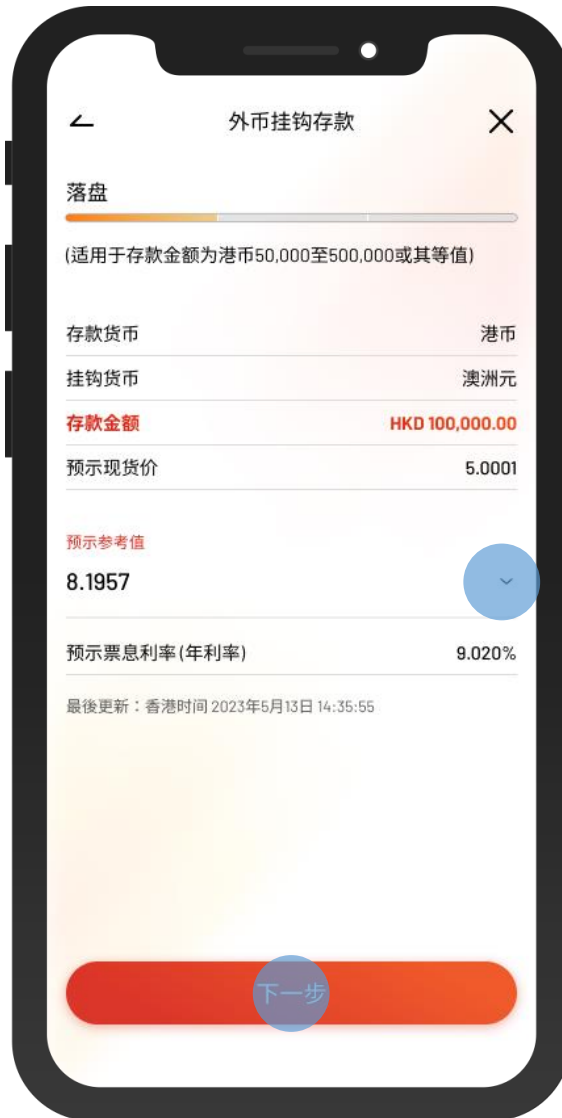 外币挂钩存款
落盘
(适用于存款金额为港币50,000至500,000或其等值)
存款货币 港币
挂钩货币 澳洲元
存款金额 HKD 100,000.00
预示现货价 5.0001
预示参考值
8.1957
预示票息利率(年利率) 9.020%
最後更新：香港时间 2023年5月13日 14:35:55
下一步